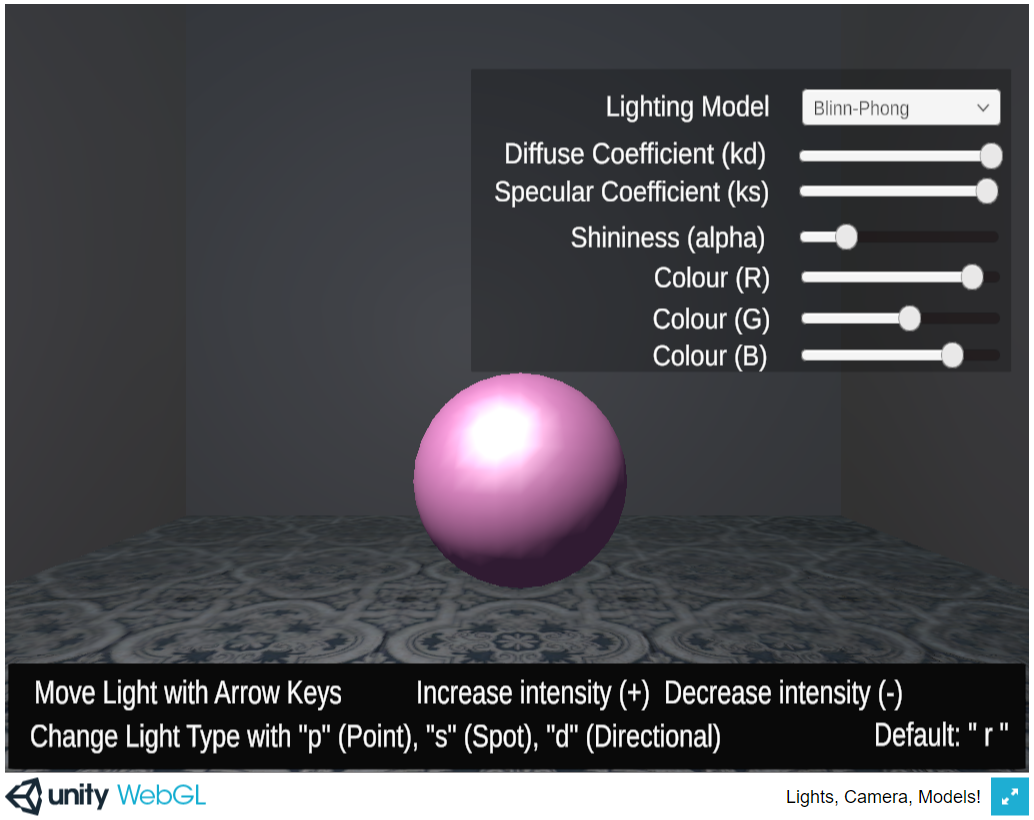 Lighting Model Blinn-Phong
Diffuse Coefficient (kd)
Specular Coefficient (ks)
Shininess (alpha)
Colour (R)
Colour (G)
Colour (B)
Move Light with Arrow Keys Increase intensity (+) Decrease intensity (-)
Change Light Type with "p" (Point), "s" (Spot), "d" (Directional) Default: " r "
unity WebGL Lights, Camera, Models!